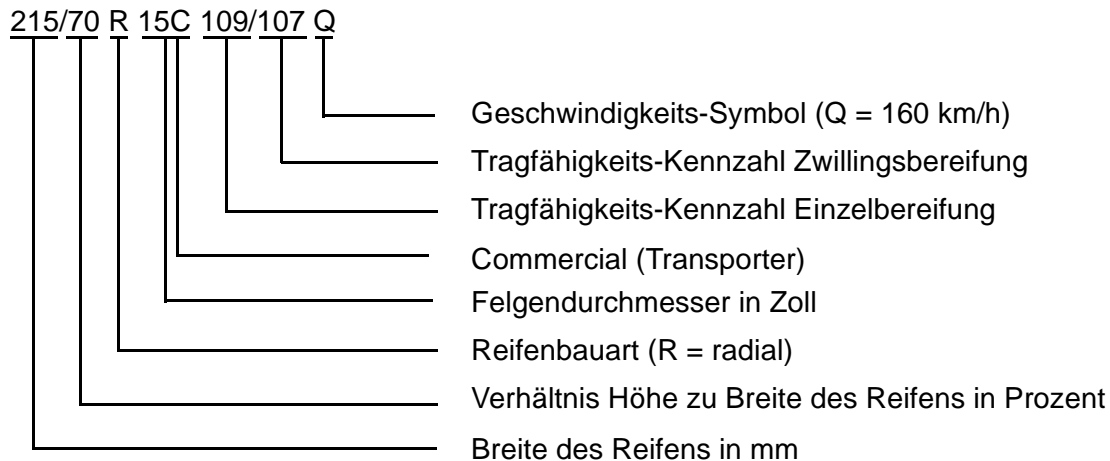 215/70 R 15C 109/107 Q
Geschwindigkeits-Symbol (Q = 160 km/h)
Tragfähigkeits-Kennzahl Zwillingsbereifung
Tragfähigkeits-Kennzahl Einzelbereifung
Commercial (Transporter)
Felgendurchmesser in Zoll
Reifenbauart (R = radial)
Verhältnis Höhe zu Breite des Reifens in Prozent
Breite des Reifens in mm